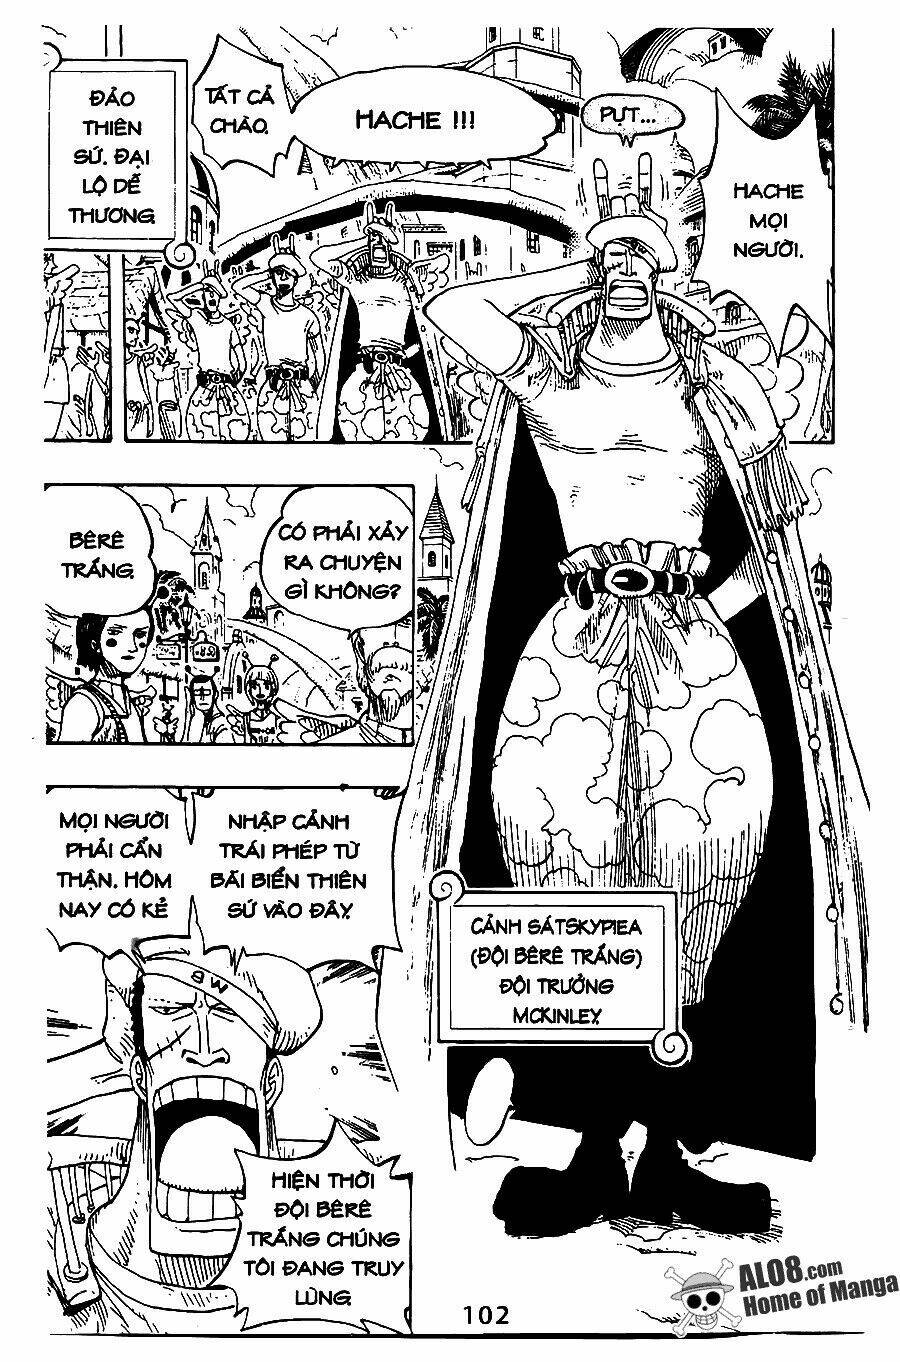 ĐẢO
THIÊN
SỨ. ĐẠI
LỘ DỄ
THƯƠNG.
TẤT CẢ
CHÀO.
HACHE !!!
PỰT...
HACHE
MỌI
NGƯỜI.
BÊRÊ
TRẮNG.
CÓ PHẢI XẢY
RA CHUYỆN
GÌ KHÔNG?
MỌI NGƯỜI
PHẢI CẨN
THẬN. HÔM
NAY CÓ KẺ
NHẬP CẢNH
TRÁI PHÉP TỪ
BÃI BIỂN THIÊN
SỨ VÀO ĐÂY.
CẢNH SÁTSKYPIEA
(ĐỘI BÊRÊ TRẮNG)
ĐỘI TRƯỞNG
MCKINLEY.
WB
HIỆN THỜI
ĐỘI BÊRÊ
TRẮNG CHÚNG
TÔI ĐANG TRUY
LÙNG.
102
ALO8.com
Home of Manga